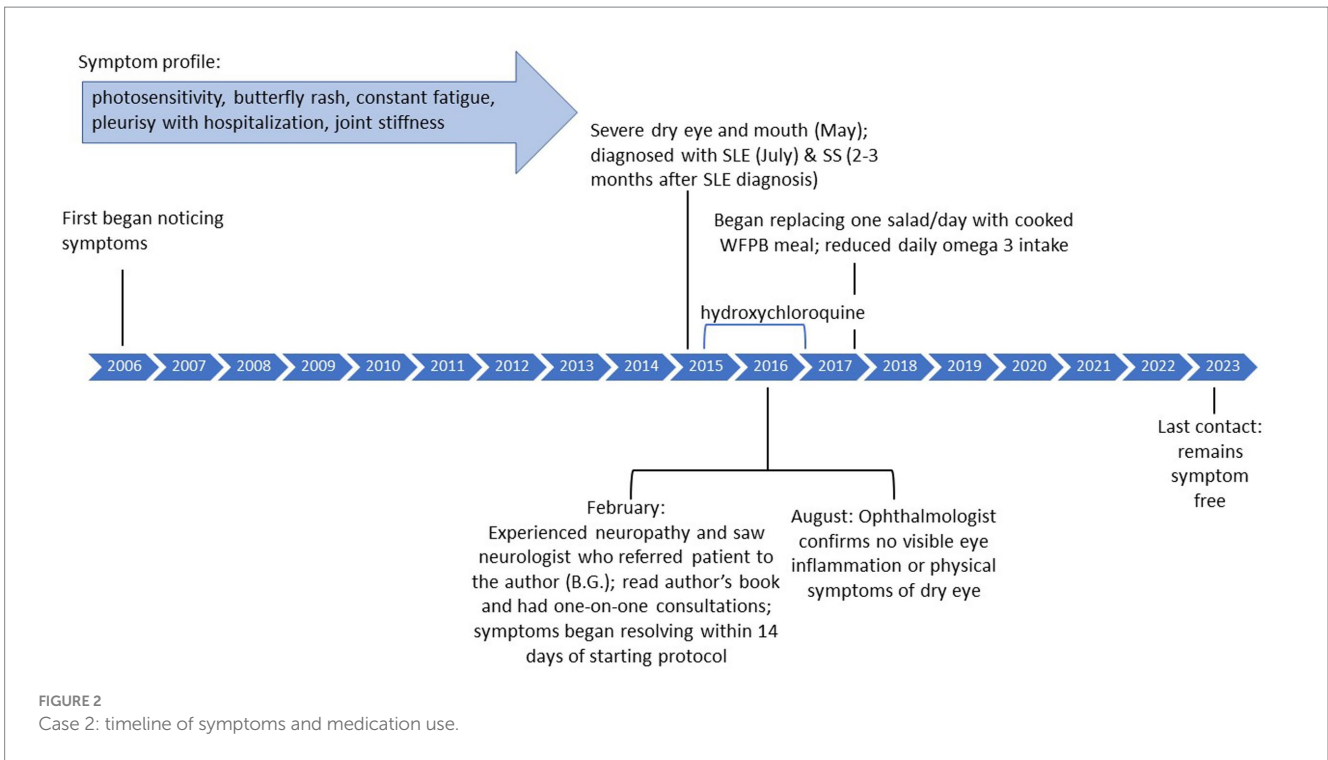 Symptom profile:
photosensitivity, butterfly rash, constant fatigue,
pleurisy with hospitalization, joint stiffness
Severe dry eye and mouth (May);
diagnosed with SLE (July) & SS (2-3
months after SLE diagnosis)
First began noticing
symptoms
Began replacing one salad/day with cooked
WFPB meal; reduced daily omega 3 intake
hydroxychloroquine
2006 2007 2008 2009 2010 2011 2012 2013 2014 2015 2016 2017 2018 2019 2020 2021 2022 2023
Last contact:
remains
symptom
free
February:
Experienced neuropathy and saw
neurologist who referred patient to
the author (B.G.); read author’s book
and had one-on-one consultations;
symptoms began resolving within 14
days of starting protocol
August: Ophthalmologist
confirms no visible eye
inflammation or physical
symptoms of dry eye
FIGURE 2
Case 2: timeline of symptoms and medication use.